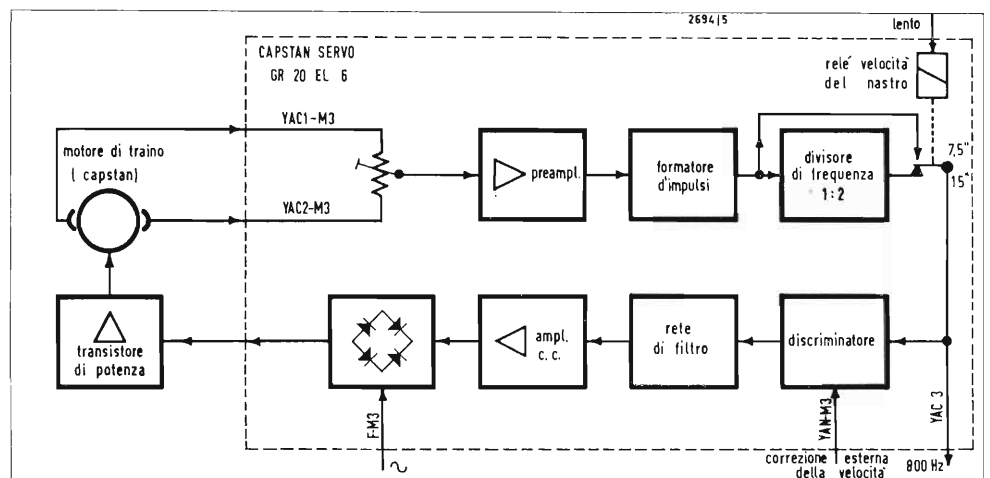 2694/5
lento
CAPSTAN SERVO
GR 20 EL 6
relé velocità
del nastro
YAC1-M3
motore di traino
( capstan)
preampl.
formatore
d'impulsi
divisore
di frequenza
1:2
7,5"
15"
YAC2-M3
transistore
di potenza
ampl.
c.c.
rete
di filtro
discriminatore
F-M3
YAN-M3
YAC 3
correzione esterna
della velocità
800 Hz